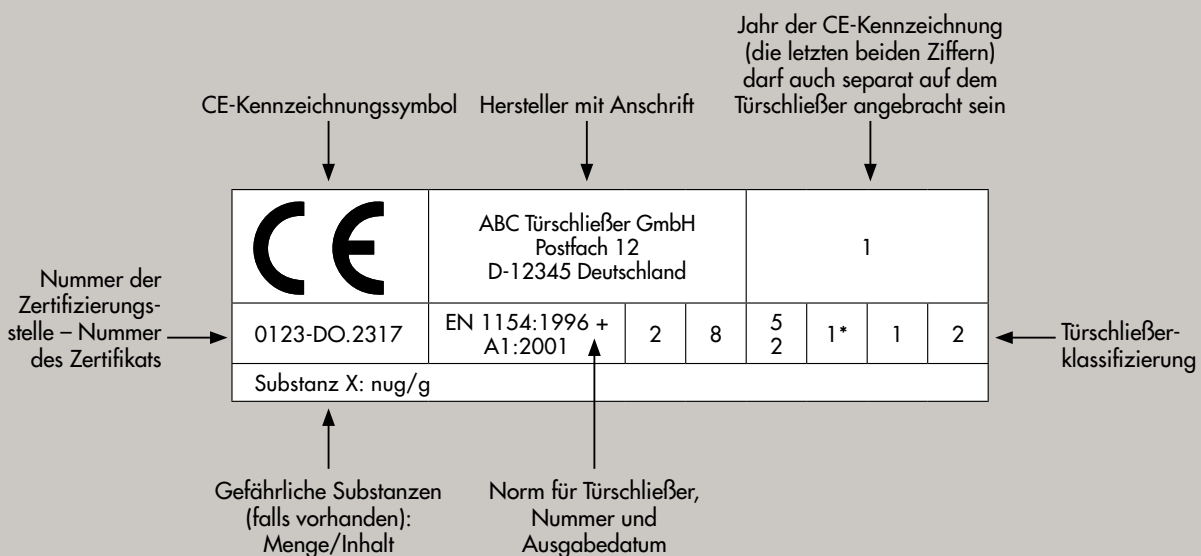 Jahr der CE-Kennzeichnung
(die letzten beiden Ziffern)
darf auch separat auf dem
Türschließer angebracht sein
CE-Kennzeichnungssymbol
Hersteller mit Anschrift
CE
ABC Türschließer GmbH
Postfach 12
D-12345 Deutschland
1
Nummer der
Zertifizierungs-
stelle – Nummer
des Zertifikats
0123-DO.2317
EN 1154:1996 +
A1:2001
2
8
5
2
1*
1
2
Türschließer-
klassifizierung
Substanz X: nug/g
Gefährliche Substanzen
(falls vorhanden):
Menge/Inhalt
Norm für Türschließer,
Nummer und
Ausgabedatum